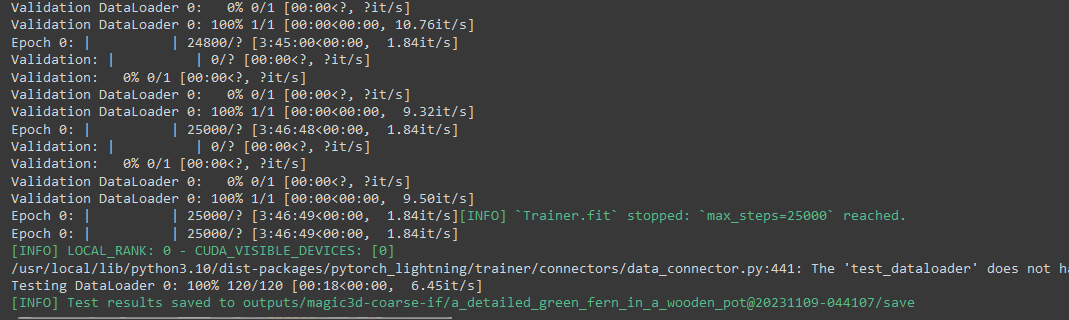 Validation DataLoader 0:   0% 0/1 [00:00<?, ?it/s]
Validation DataLoader 0: 100% 1/1 [00:00<00:00, 10.76it/s]
Epoch 0: |          | 24800/? [3:45:00<00:00,  1.84it/s]
Validation: |          | 0/? [00:00<?, ?it/s]
Validation:   0% 0/1 [00:00<?, ?it/s]
Validation DataLoader 0:   0% 0/1 [00:00<?, ?it/s]
Validation DataLoader 0: 100% 1/1 [00:00<00:00,  9.32it/s]
Epoch 0: |          | 25000/? [3:46:48<00:00,  1.84it/s]
Validation: |          | 0/? [00:00<?, ?it/s]
Validation:   0% 0/1 [00:00<?, ?it/s]
Validation DataLoader 0:   0% 0/1 [00:00<?, ?it/s]
Validation DataLoader 0: 100% 1/1 [00:00<00:00,  9.50it/s]
Epoch 0: |          | 25000/? [3:46:49<00:00,  1.84it/s][INFO] `Trainer.fit` stopped: `max_steps=25000` reached.
Epoch 0: |          | 25000/? [3:46:49<00:00,  1.84it/s]
[INFO] LOCAL_RANK: 0 - CUDA_VISIBLE_DEVICES: [0]
/usr/local/lib/python3.10/dist-packages/pytorch_lightning/trainer/connectors/data_connector.py:441: The 'test_dataloader' does not
Testing DataLoader 0: 100% 120/120 [00:18<00:00,  6.45it/s]
[INFO] Test results saved to outputs/magic3d-coarse-if/a_detailed_green_fern_in_a_wooden_pot@20231109-044107/save